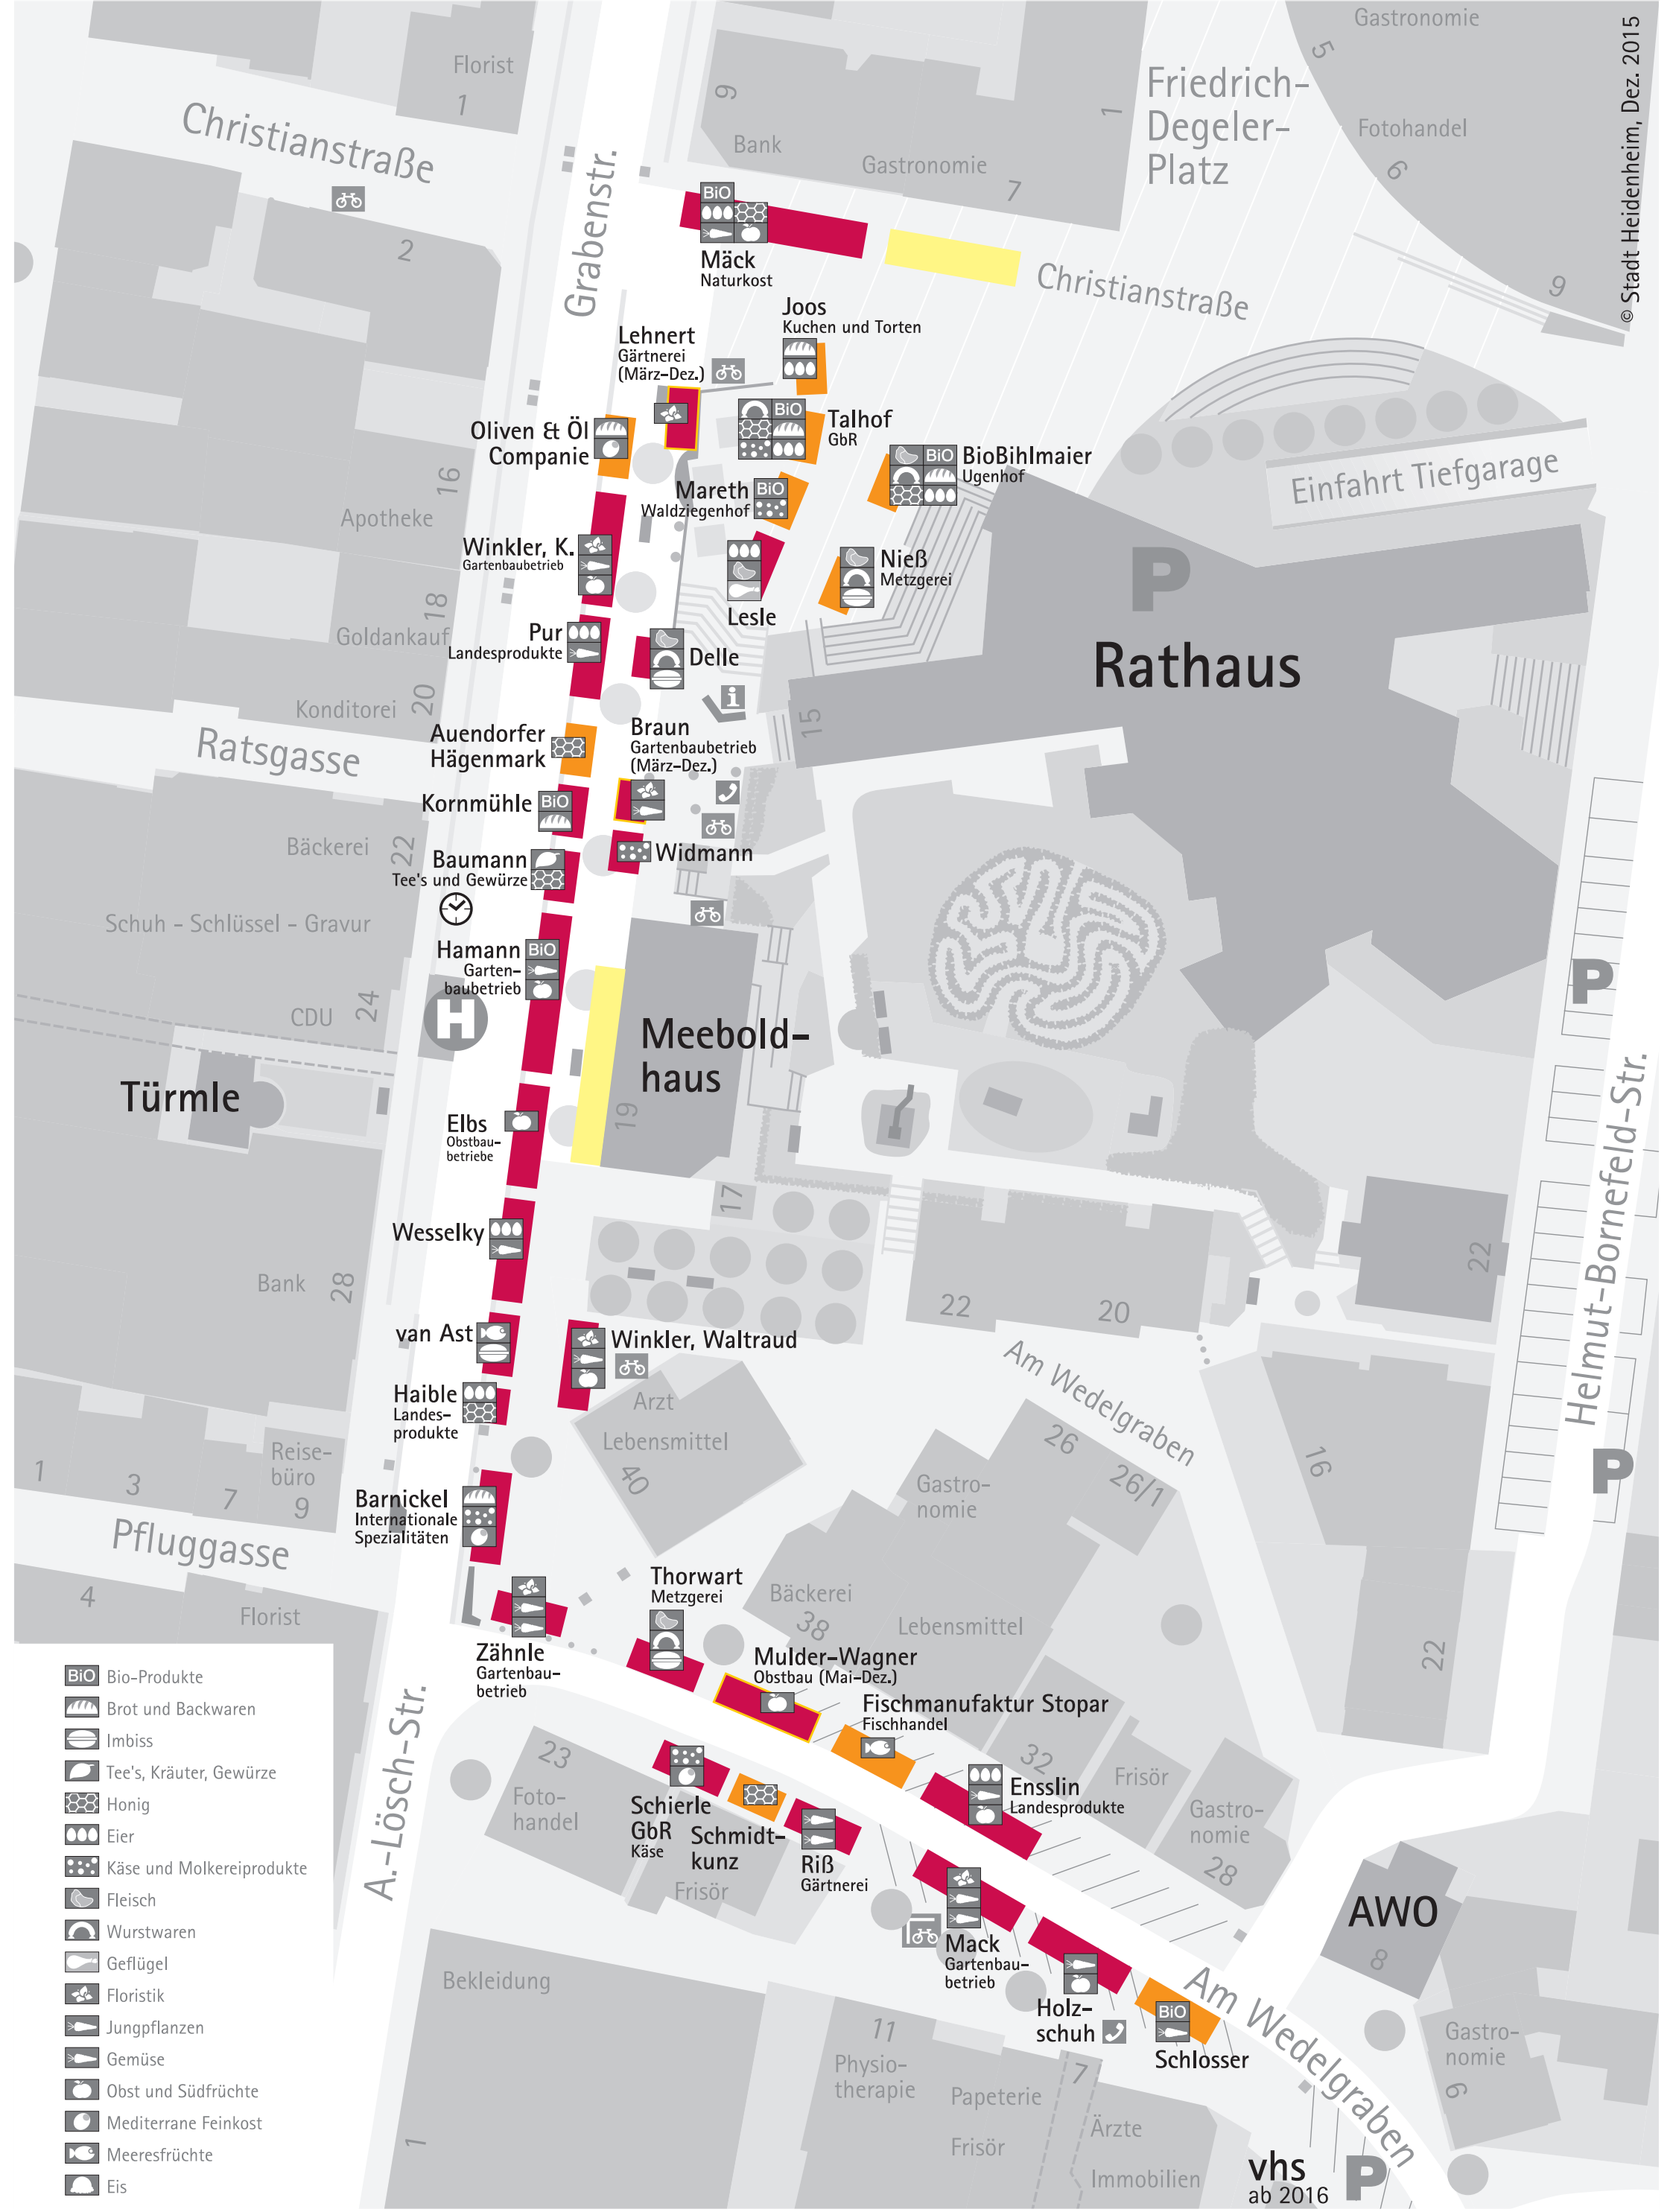 Gastronomie
5
© Stadt Heidenheim, Dez. 2015
Florist
1
Christianstraße
2
Grabenstr.
9
Bank
Gastronomie
7
1
Friedrich-
Degeler-
Platz
Fotohandel
6
9
BiO
Mäck
Naturkost
Christianstraße
Joos
Kuchen und Torten
Lehnert
Gärtnerei
(März-Dez.)
Oliven & Öl
Companie
BiO
Talhof
GbR
BiO
BioBihlmaier
Ugenhof
Einfahrt Tiefgarage
16
Apotheke
Mareth
Waldziegenhof
BiO
Winkler, K.
Gartenbaubetrieb
Nieß
Metzgerei
P
Lesle
18
Goldankauf
Pur
Landesprodukte
Delle
Rathaus
i
20
Konditorei
15
Ratsgasse
Auendorfer
Hägenmark
Braun
Gartenbaubetrieb
(März-Dez.)
Kornmühle
BiO
22
Bäckerei
Baumann
Tee's und Gewürze
Widmann
Schuh - Schlüssel - Gravur
Hamann
Garten-
baubetrieb
BiO
P
24
CDU
H
Meebold-
haus
19
Türmle
Elbs
Obstbau-
betriebe
Helmut-Bornefeld-Str.
17
Wesselky
22
28
Bank
22
20
van Ast
Winkler, Waltraud
Am Wedelgraben
Haible
Landes-
produkte
Arzt
Lebensmittel
40
26
26/1
16
P
1
3
7
Reise-
büro
9
Gastro-
nomie
Barnickel
Internationale
Spezialitäten
Pfluggasse
4
Florist
Thorwart
Metzgerei
Bäckerei
38
Lebensmittel
22
Zähnle
Gartenbau-
betrieb
Mulder-Wagner
Obstbau (Mai-Dez.)
Fischmanufaktur Stopar
Fischhandel
A.-Lösch-Str.
23
Foto-
handel
32
Frisör
Ensslin
Landesprodukte
Gastro-
nomie
28
Schierle
GbR
Käse
Schmidt-
kunz
Riß
Gärtnerei
Frisör
AWO
8
Mack
Gartenbau-
betrieb
Bekleidung
Holz-
schuh
BiO
Schlosser
Am Wedelgraben
11
Physio-
therapie
7
Papeterie
Frisör
Ärzte
Immobilien
Gastro-
nomie
6
1
vhs
ab 2016
P
BiO Bio-Produkte
Brot und Backwaren
Imbiss
Tee's, Kräuter, Gewürze
Honig
Eier
Käse und Molkereiprodukte
Fleisch
Wurstwaren
Geflügel
Floristik
Jungpflanzen
Gemüse
Obst und Südfrüchte
Mediterrane Feinkost
Meeresfrüchte
Eis